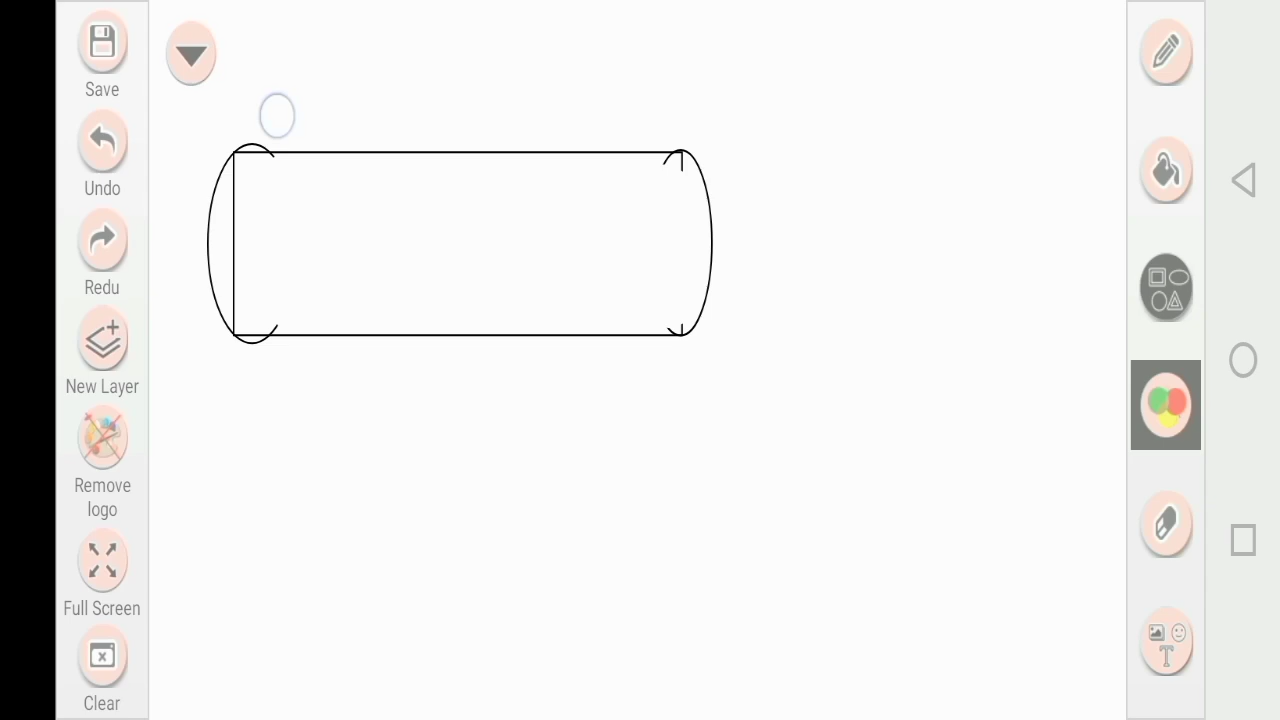 Save
Undo
Redu
New Layer
Remove
logo
Full Screen
Clear
T